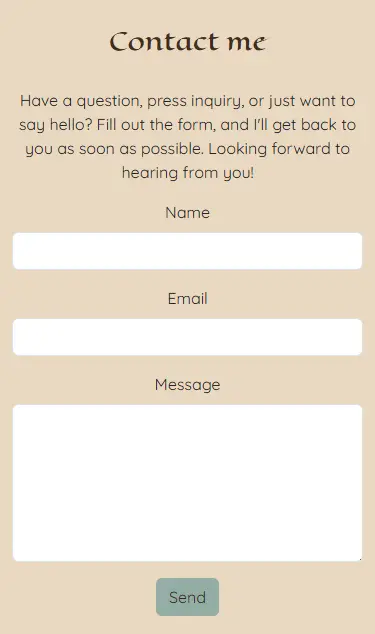 Contact me
Have a question, press inquiry, or just want to
say hello? Fill out the form, and I'll get back to
you as soon as possible. Looking forward to
hearing from you!
Name
Email
Message
Send